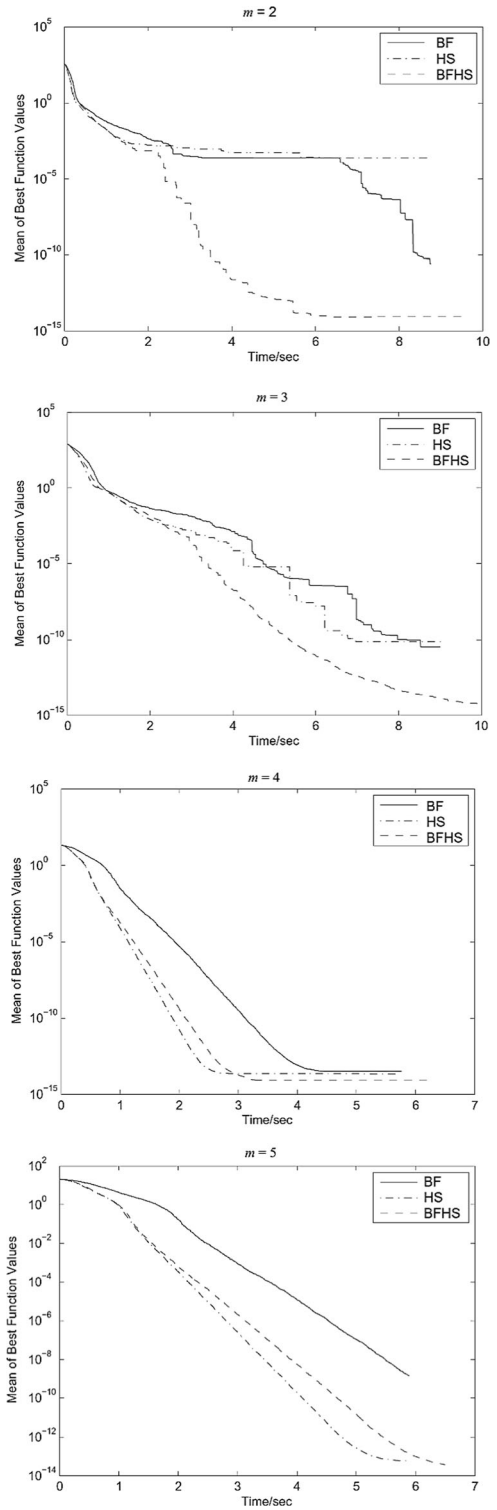 m = 2
10^5
10^0
10^-5
10^-10
10^-15
Mean of Best Function Values
BF
HS
BFHS
0 2 4 6 8 10
Time/sec
m = 3
10^5
10^0
10^-5
10^-10
10^-15
Mean of Best Function Values
BF
HS
BFHS
0 2 4 6 8 10
Time/sec
m = 4
10^5
10^0
10^-5
10^-10
10^-15
Mean of Best Function Values
BF
HS
BFHS
0 1 2 3 4 5 6 7
Time/sec
m = 5
10^2
10^0
10^-2
10^-4
10^-6
10^-8
10^-10
10^-12
10^-14
Mean of Best Function Values
BF
HS
BFHS
0 1 2 3 4 5 6 7
Time/sec